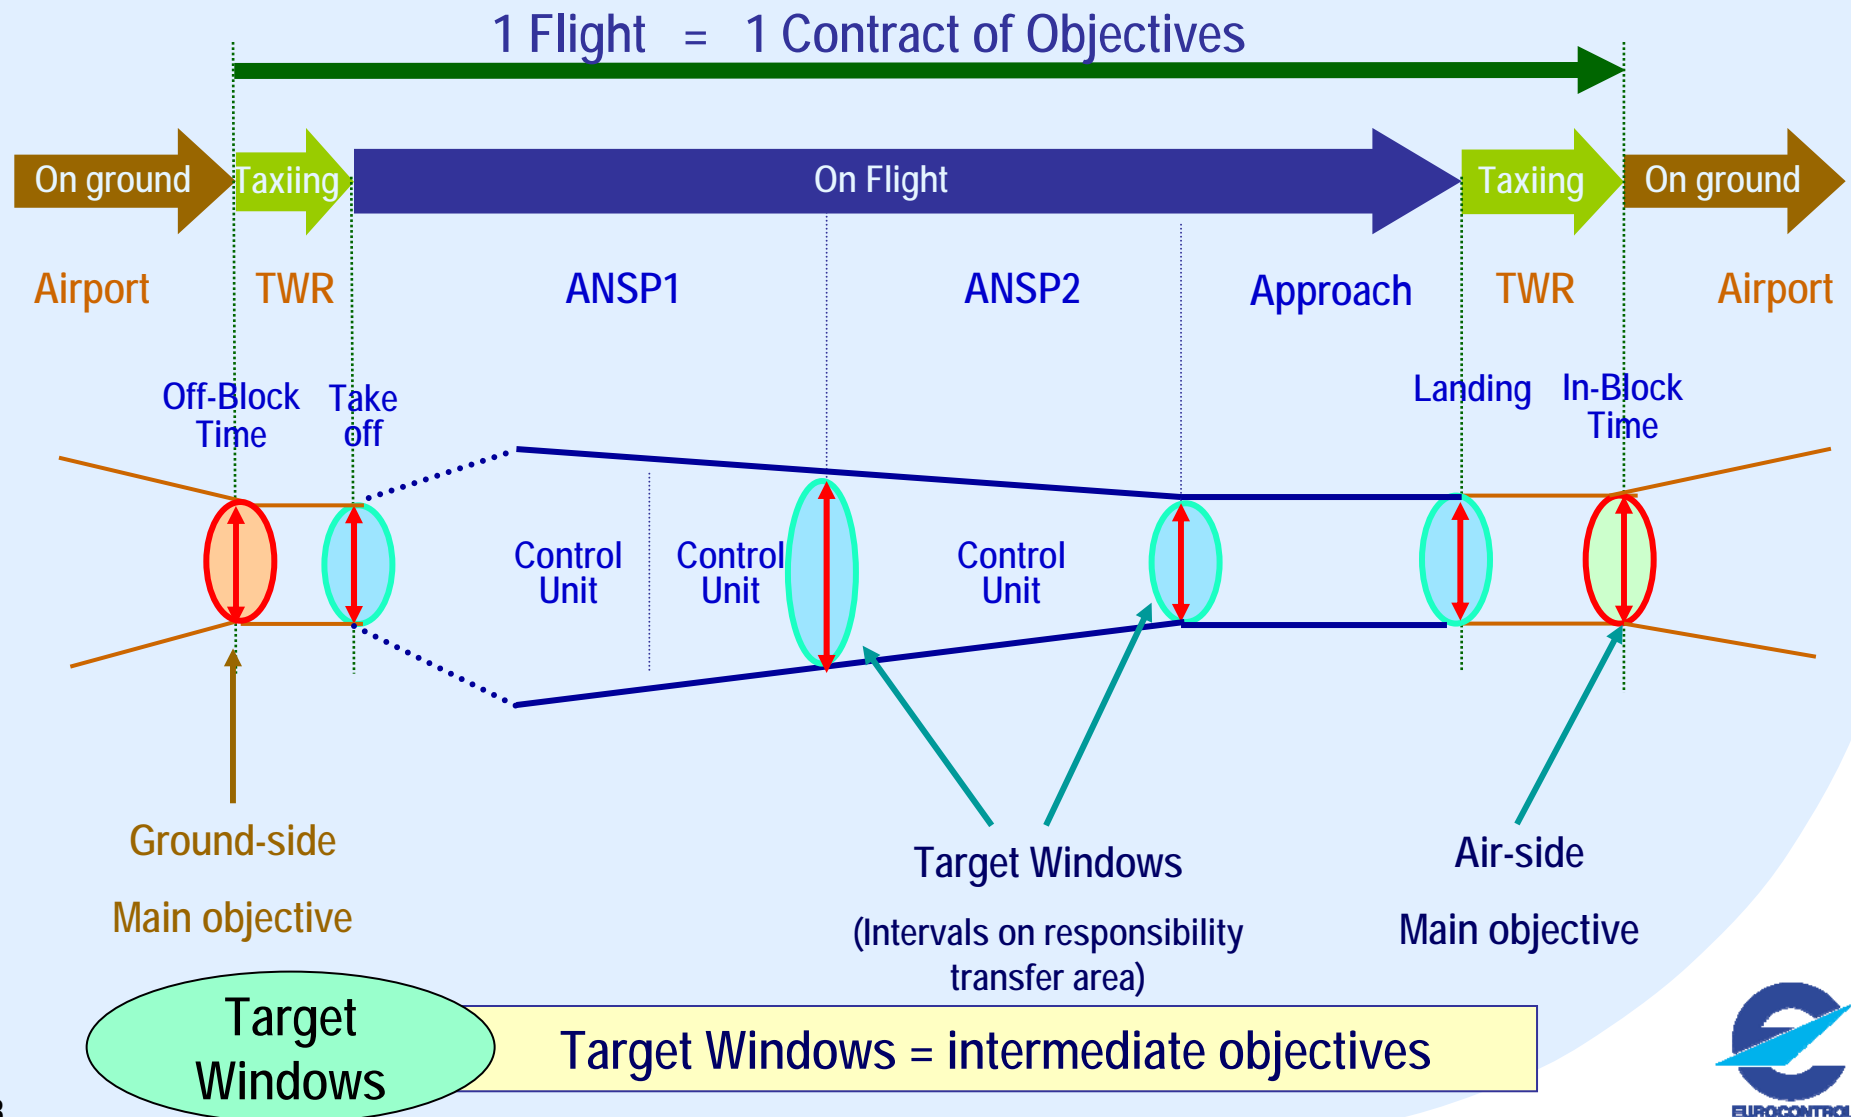 1 Flight = 1 Contract of Objectives
On ground
Taxiing
On Flight
Taxiing
On ground
Airport
TWR
ANSP1
ANSP2
Approach
TWR
Airport
Off-Block
Time
Take
off
Landing
In-Block
Time
Control
Unit
Control
Unit
Control
Unit
Ground-side
Main objective
Target Windows
(Intervals on responsibility
transfer area)
Air-side
Main objective
Target
Windows
Target Windows = intermediate objectives
EUROCONTROL